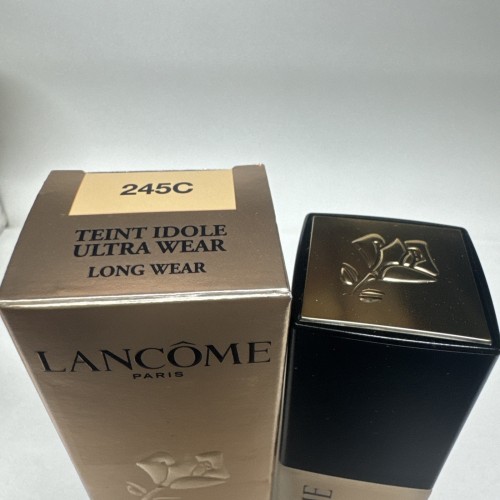 245C
TEINT IDOLE
ULTRA WEAR
LONG WEAR
LANCÔME
PARIS